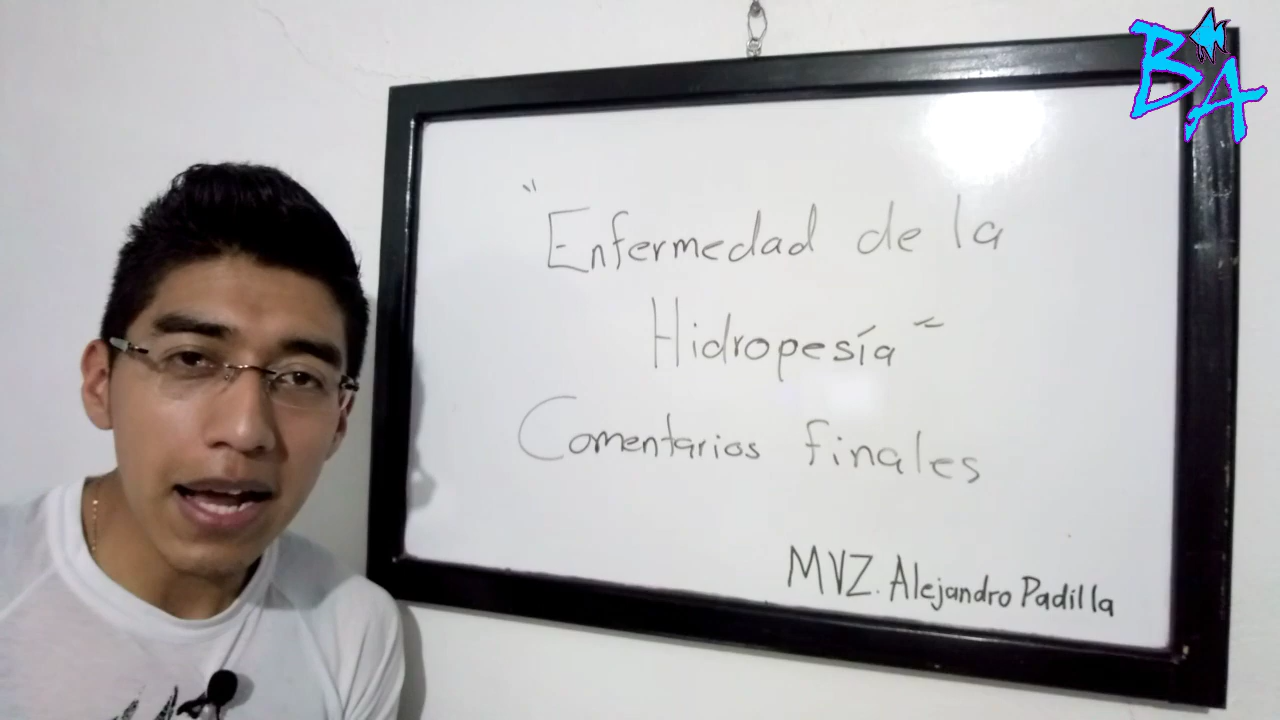 "Enfermedad de la
Hidropesía"
Comentarios finales
MVZ. Alejandro Padilla
BA